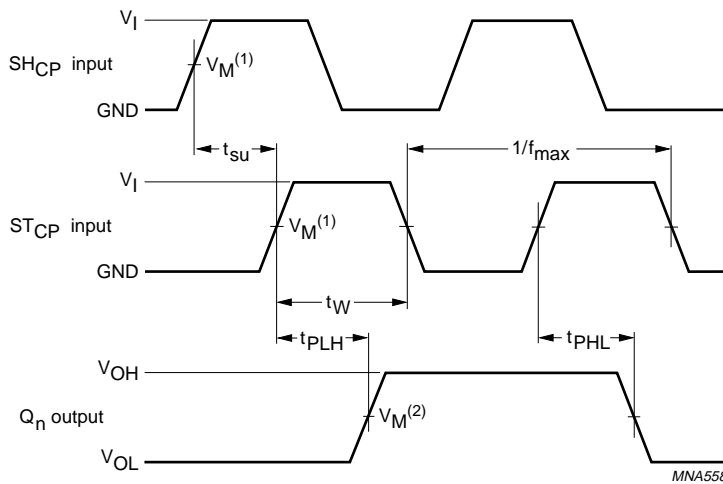 V_I
SH_CP input
V_M^(1)
GND
t_su
1/f_max
V_I
ST_CP input
V_M^(1)
GND
t_W
t_PLH
t_PHL
V_OH
Q_n output
V_M^(2)
V_OL
MNA558